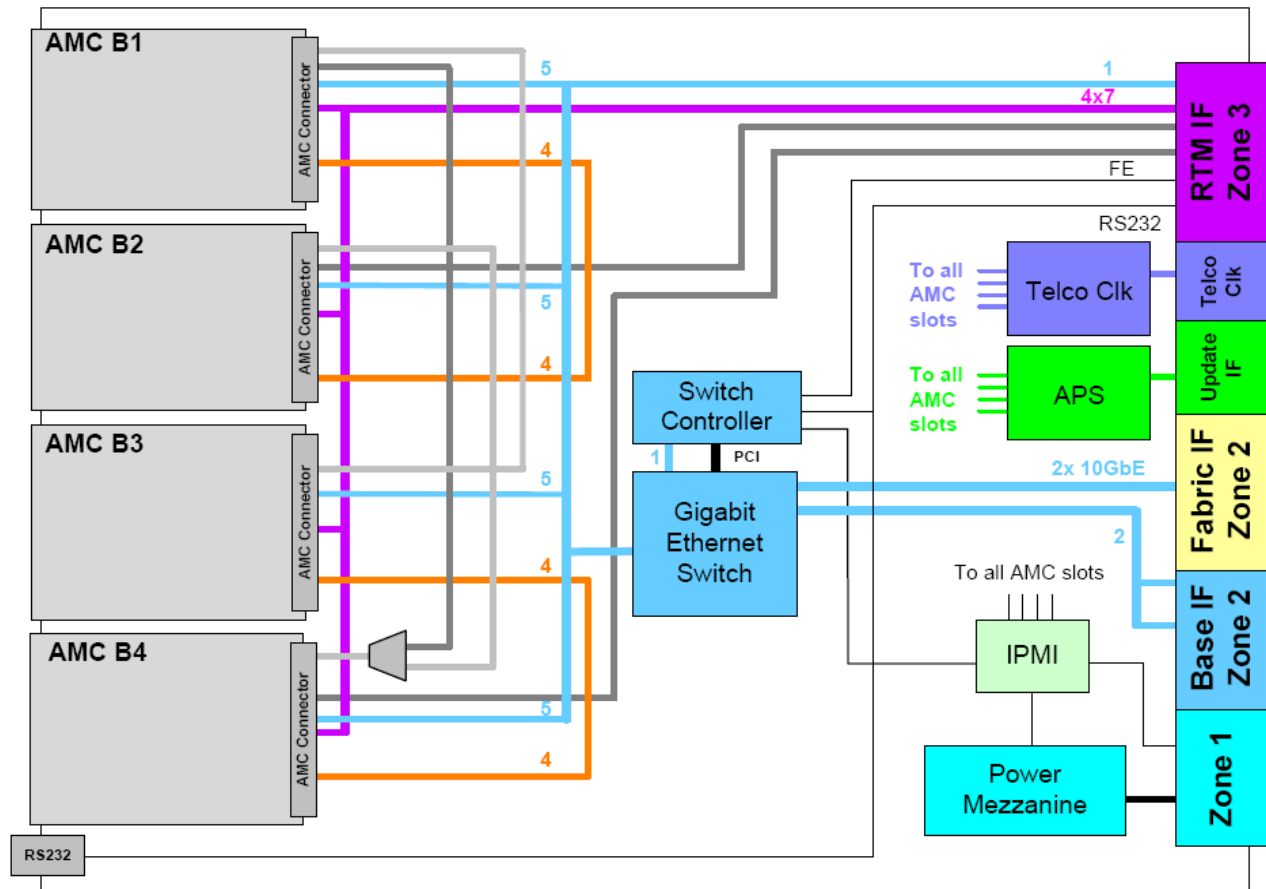 AMC B1
AMC Connector
5
1
4x7
4
RTM IF
Zone 3
FE
RS232
AMC B2
AMC Connector
5
4
To all
AMC
slots
Telco Clk
Telco
Clk
To all
AMC
slots
APS
Update
IF
Switch
Controller
1
PCI
AMC B3
AMC Connector
5
4
Gigabit
Ethernet
Switch
2x 10GbE
2
Fabric IF
Zone 2
To all AMC slots
IPMI
Base IF
Zone 2
AMC B4
AMC Connector
5
4
Power
Mezzanine
Zone 1
RS232